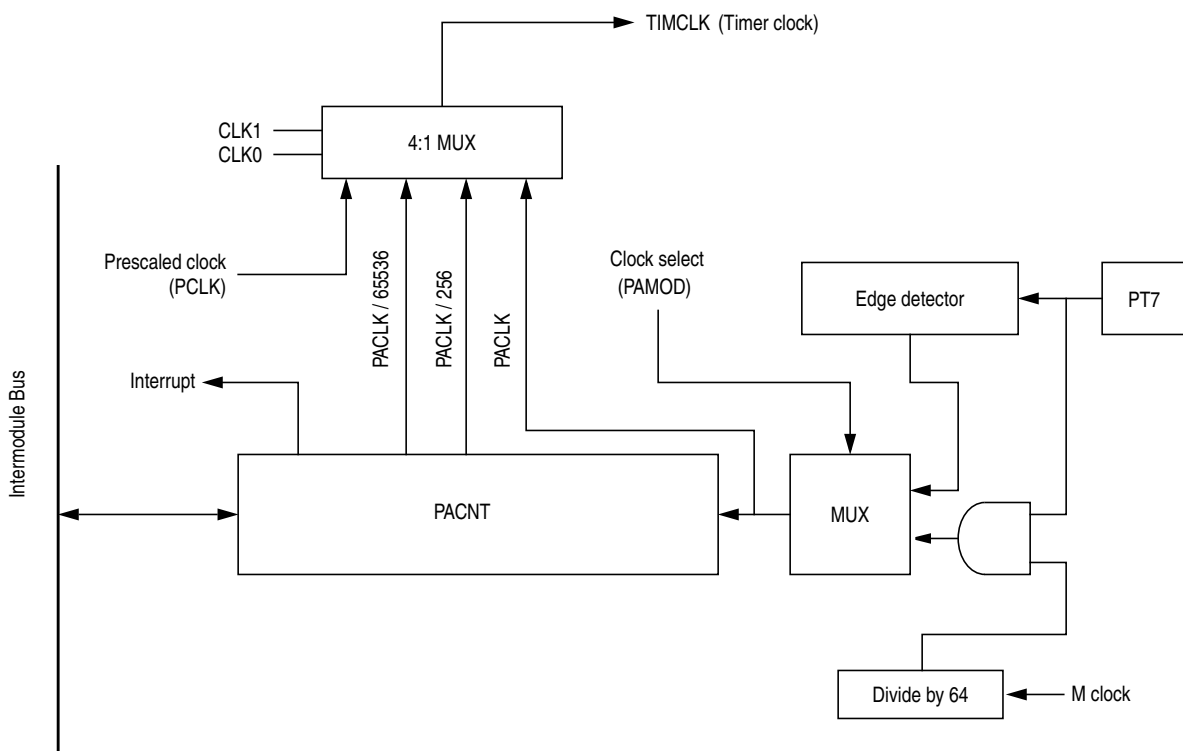 TIMCLK (Timer clock)
CLK1
CLK0
4:1 MUX
Prescaled clock
(PCLK)
PACLK / 65536
PACLK / 256
PACLK
Clock select
(PAMOD)
Edge detector
PT7
Interrupt
Intermodule Bus
PACNT
MUX
Divide by 64
M clock